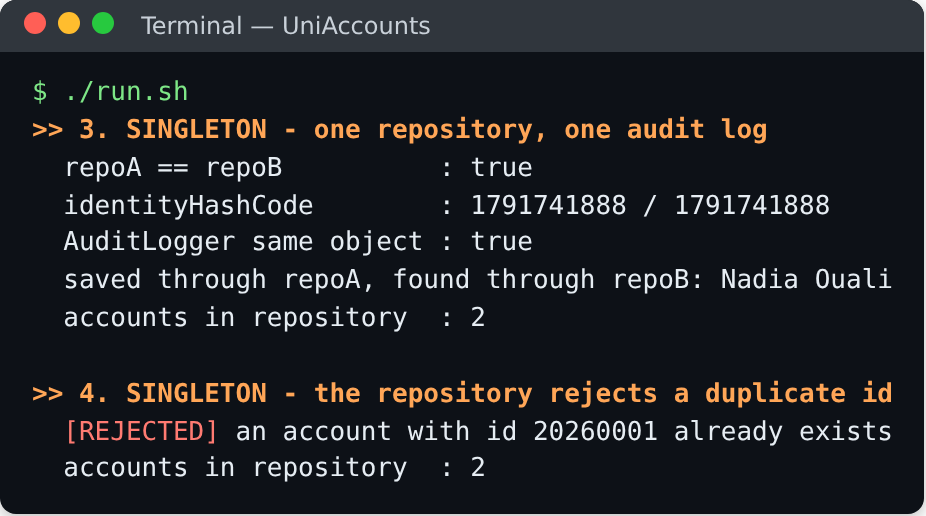 Terminal — UniAccounts
$ ./run.sh
>> 3. SINGLETON - one repository, one audit log
repoA == repoB : true
identityHashCode : 1791741888 / 1791741888
AuditLogger same object : true
saved through repoA, found through repoB: Nadia Ouali
accounts in repository : 2
>> 4. SINGLETON - the repository rejects a duplicate id
[REJECTED] an account with id 20260001 already exists
accounts in repository : 2